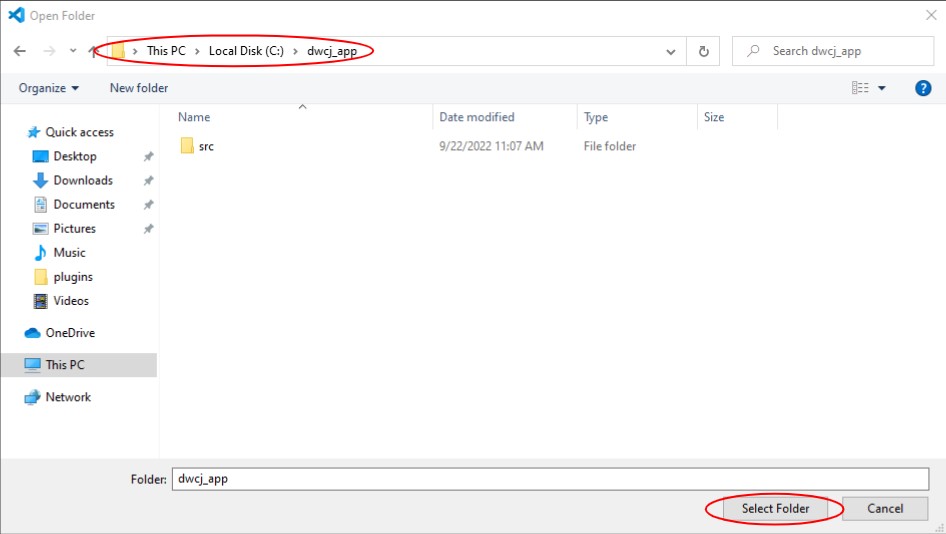 Open Folder
This PC > Local Disk (C:) > dwcj_app
Search dwcj_app
Organize
New folder
?
Name
Date modified
Type
Size
Quick access
Desktop
Downloads
Documents
Pictures
Music
plugins
Videos
OneDrive
This PC
Network
src
9/22/2022 11:07 AM
File folder
Folder:
dwcj_app
Select Folder
Cancel